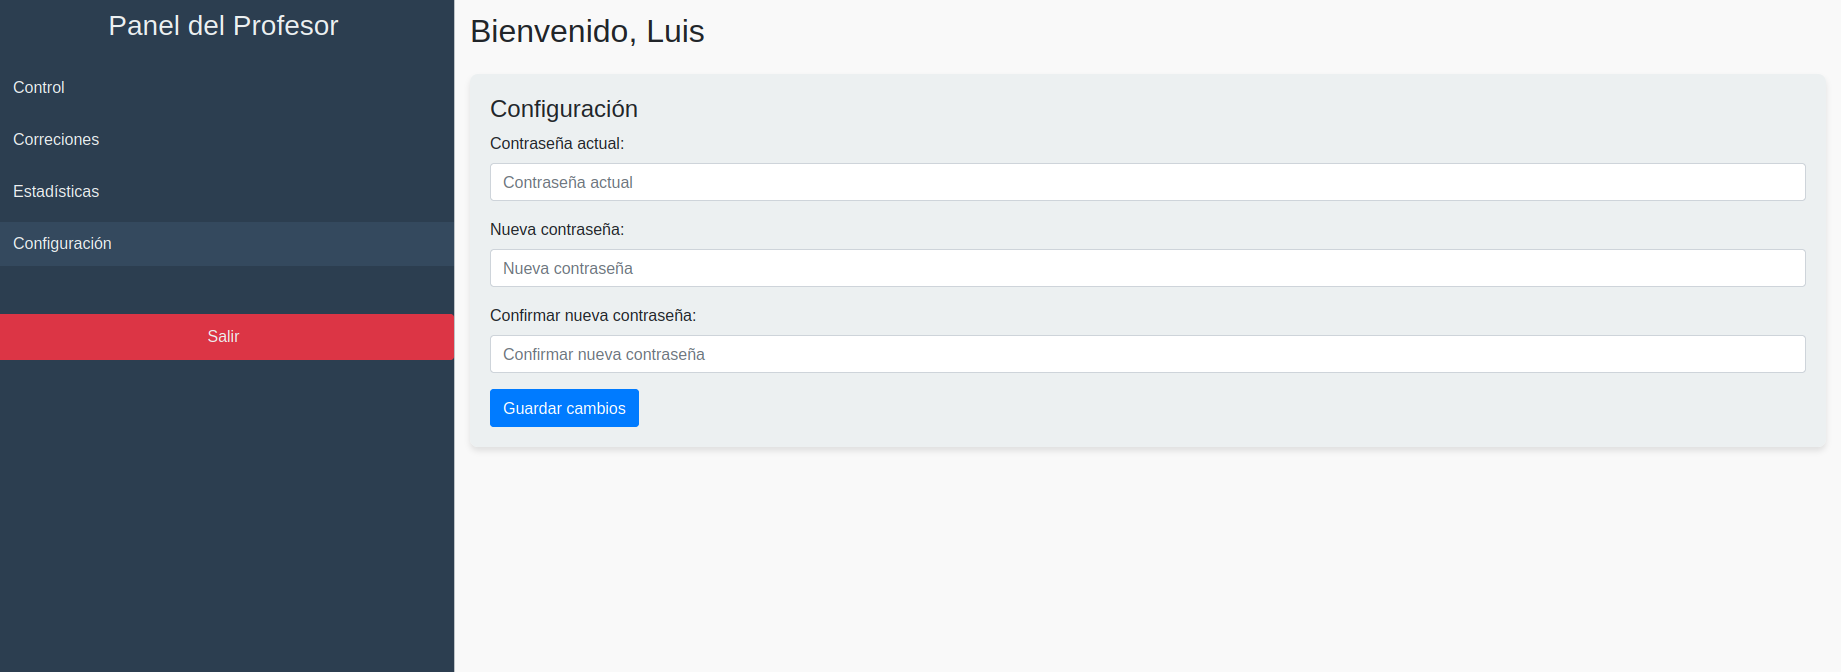 Panel del Profesor
Control
Correciones
Estadísticas
Configuración
Salir
Bienvenido, Luis
Configuración
Contraseña actual:
Contraseña actual
Nueva contraseña:
Nueva contraseña
Confirmar nueva contraseña:
Confirmar nueva contraseña
Guardar cambios